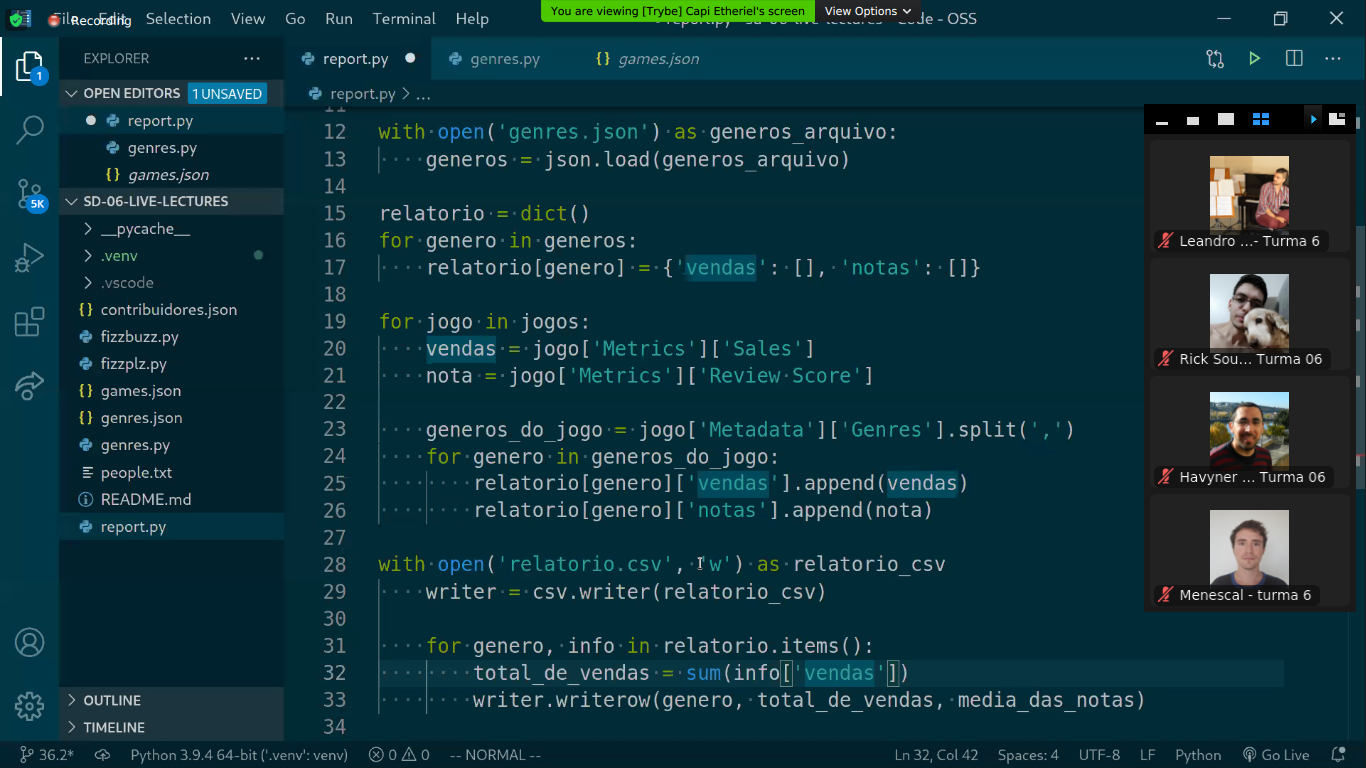 Recording
File Edit Selection View Go Run Terminal Help
You are viewing [Trybe] Capi Etheriel's screen
View Options
Code - OSS
EXPLORER
report.py
genres.py
games.json
OPEN EDITORS
1 UNSAVED
report.py > ...
report.py
genres.py
games.json
SD-06-LIVE-LECTURES
__pycache__
.venv
.vscode
contribuidores.json
fizzbuzz.py
fizzplz.py
games.json
genres.json
genres.py
people.txt
README.md
report.py
OUTLINE
TIMELINE
1
5K
11
12 with open('genres.json') as generos_arquivo:
13     generos = json.load(generos_arquivo)
14
15 relatorio = dict()
16 for genero in generos:
17     relatorio[genero] = {'vendas': [], 'notas': []}
18
19 for jogo in jogos:
20     vendas = jogo['Metrics']['Sales']
21     nota = jogo['Metrics']['Review Score']
22
23     generos_do_jogo = jogo['Metadata']['Genres'].split(',')
24     for genero in generos_do_jogo:
25         relatorio[genero]['vendas'].append(vendas)
26         relatorio[genero]['notas'].append(nota)
27
28 with open('relatorio.csv', 'w') as relatorio_csv
29     writer = csv.writer(relatorio_csv)
30
31     for genero, info in relatorio.items():
32         total_de_vendas = sum(info['vendas'])
33         writer.writerow(genero, total_de_vendas, media_das_notas)
34
Leandro ...- Turma 6
Rick Sou... Turma 06
Havyner ... Turma 06
Menescal - turma 6
36.2* Python 3.9.4 64-bit ('.venv': venv) 0 0 -- NORMAL -- Ln 32, Col 42 Spaces: 4 UTF-8 LF Python Go Live